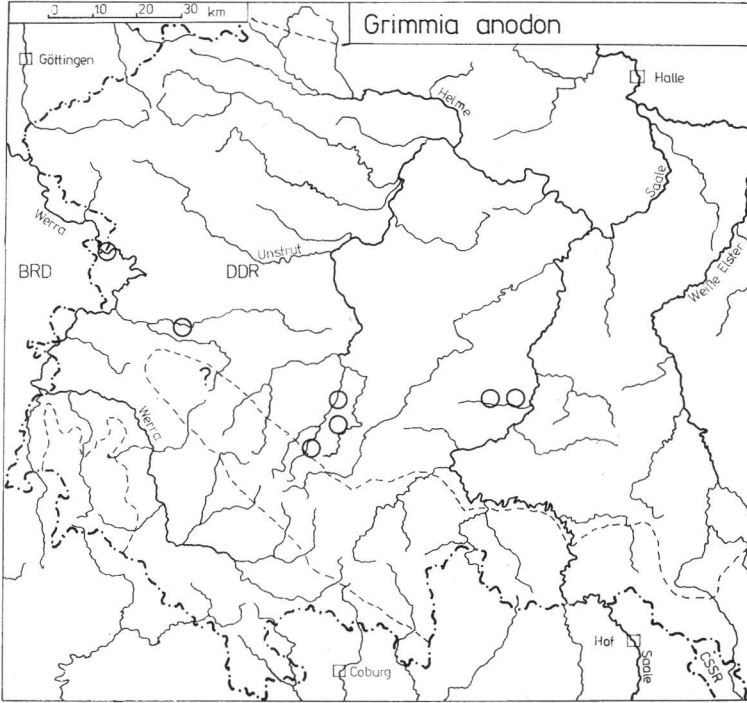 0 10 20 30 km
Grimmia anodon
Göttingen
Halle
Helme
Saale
Werra
Unstrut
Weiße Elster
BRD
DDR
?
Werra
Hof
Saale
Coburg
CSSR